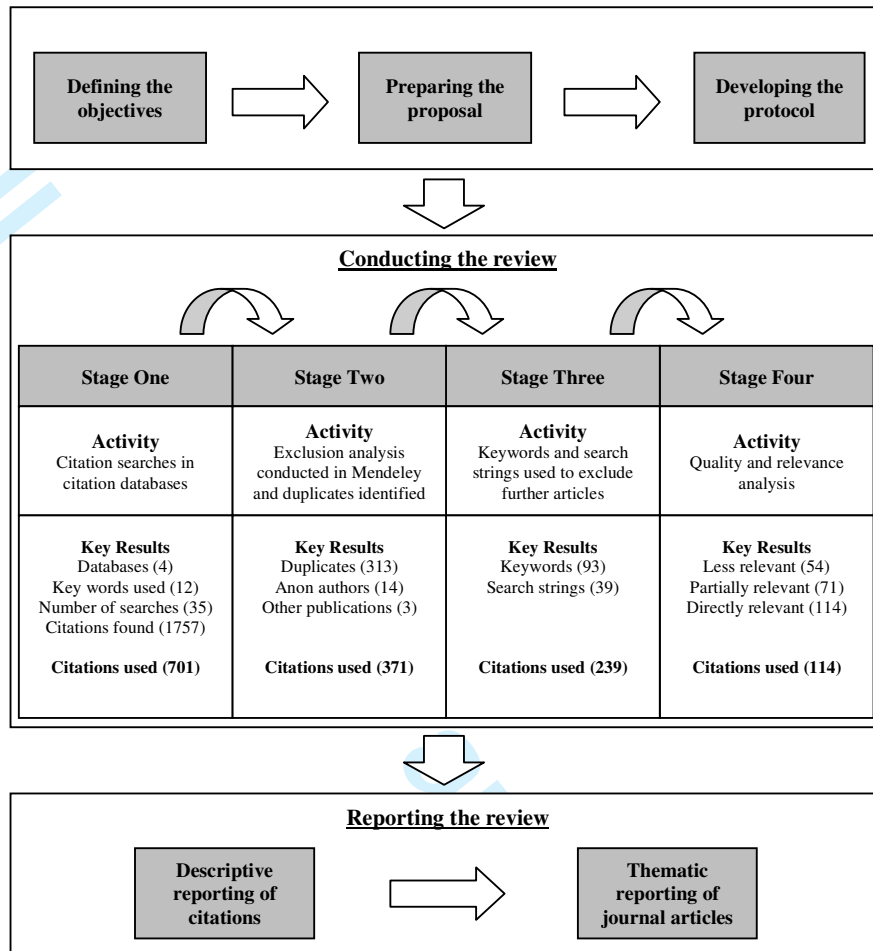 Defining the
objectives
Preparing the
proposal
Developing the
protocol
Conducting the review
Stage One
Stage Two
Stage Three
Stage Four
Activity
Citation searches in
citation databases
Activity
Exclusion analysis
conducted in Mendeley
and duplicates identified
Activity
Keywords and search
strings used to exclude
further articles
Activity
Quality and relevance
analysis
Key Results
Databases (4)
Key words used (12)
Number of searches (35)
Citations found (1757)
Citations used (701)
Key Results
Duplicates (313)
Anon authors (14)
Other publications (3)
Citations used (371)
Key Results
Keywords (93)
Search strings (39)
Citations used (239)
Key Results
Less relevant (54)
Partially relevant (71)
Directly relevant (114)
Citations used (114)
Reporting the review
Descriptive
reporting of
citations
Thematic
reporting of
journal articles